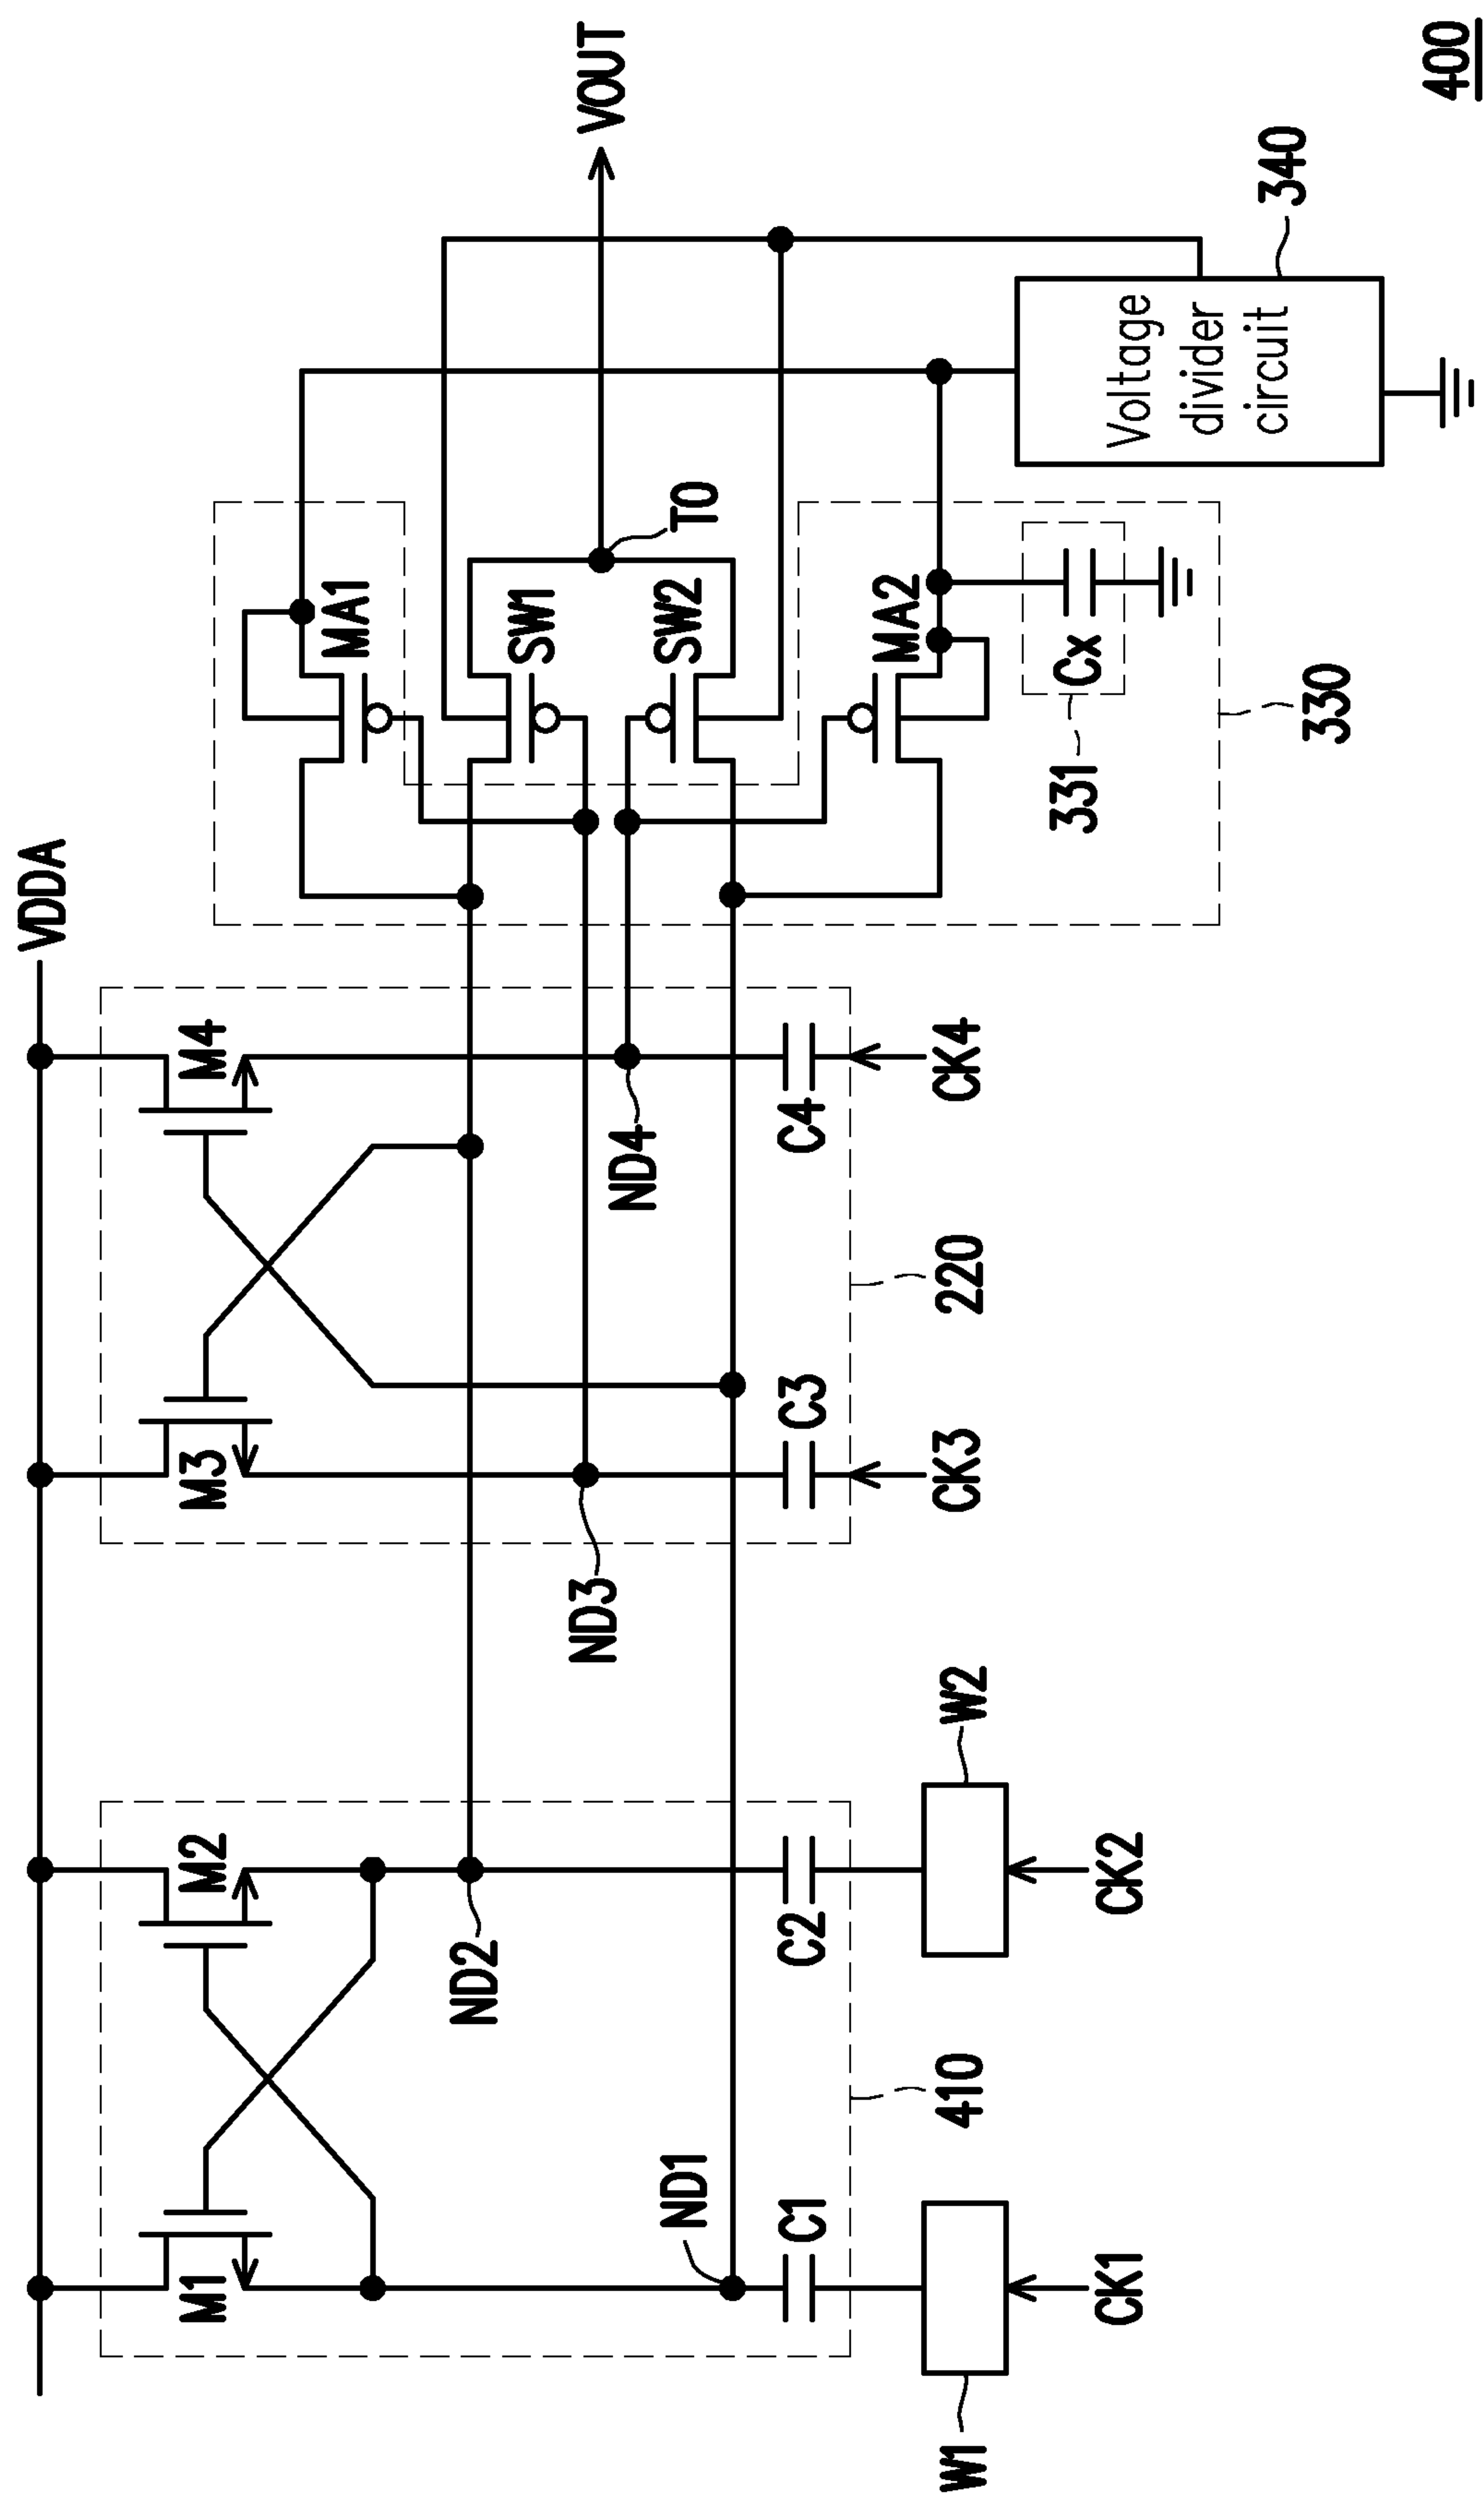 VDDA
M1
M2
M3
M4
MA1
SW1
SW2
MA2
T0
VOUT
ND1
ND2
ND3
ND4
C1
C2
C3
C4
Cx
331
330
W1
CK1
410
W2
CK2
CK3
220
CK4
Voltage
divider
circuit
340
400